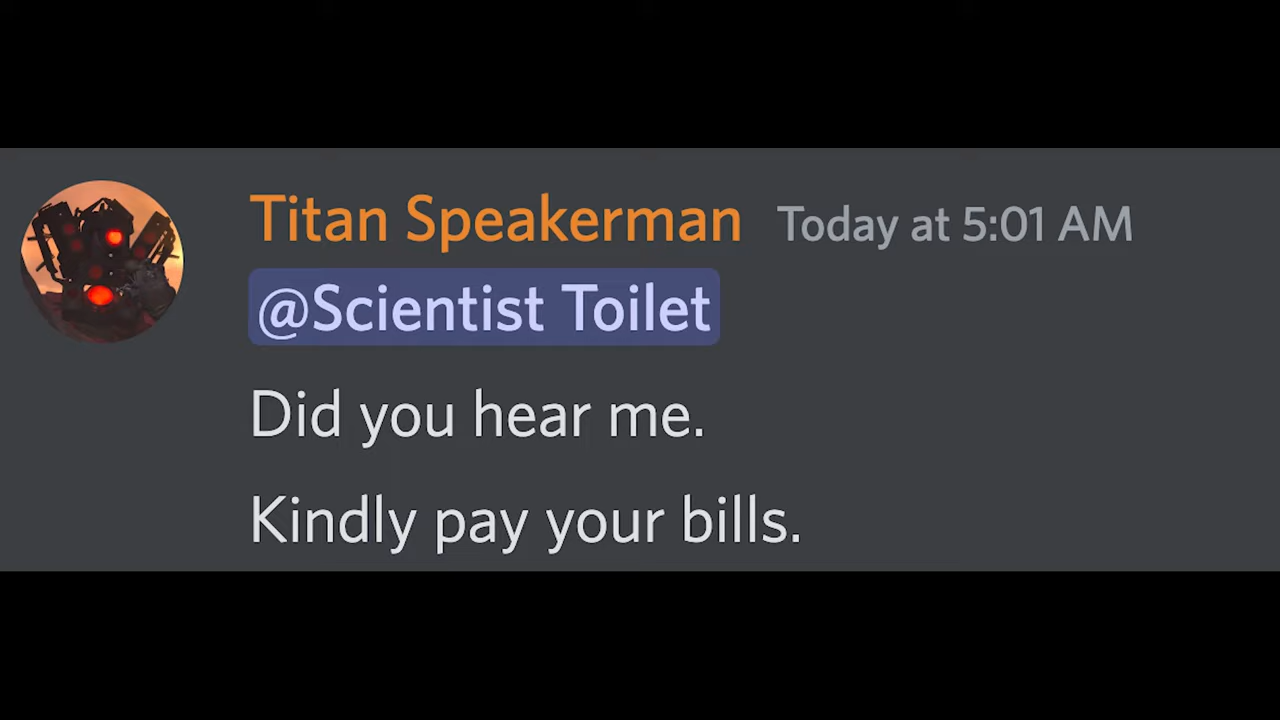 Titan Speakerman Today at 5:01 AM
@Scientist Toilet
Did you hear me.
Kindly pay your bills.